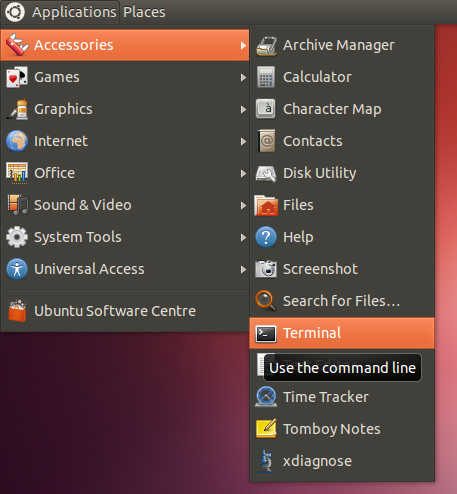 Applications Places
Accessories
Games
Graphics
Internet
Office
Sound & Video
System Tools
Universal Access
Ubuntu Software Centre
Archive Manager
Calculator
Character Map
Contacts
Disk Utility
Files
Help
Screenshot
Search for Files...
Terminal
Use the command line
Time Tracker
Tomboy Notes
xdiagnose